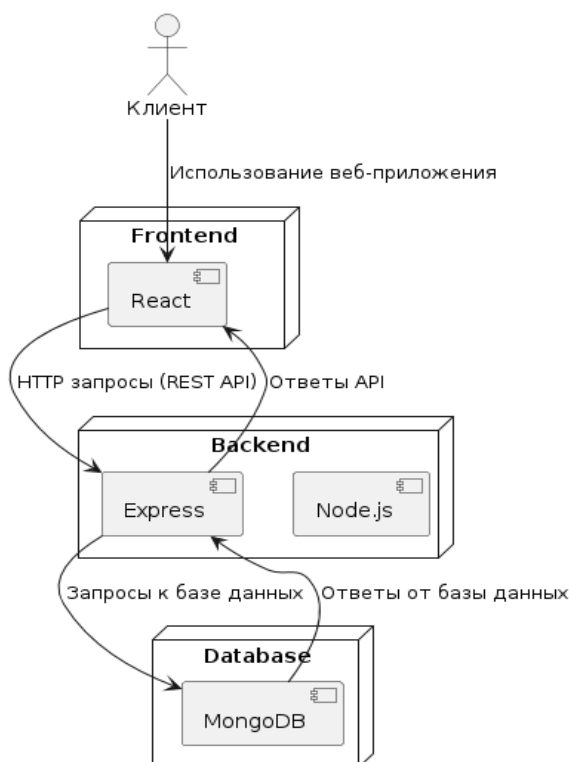 Клиент
Использование веб-приложения
Frontend
React
HTTP запросы (REST API) Ответы API
Backend
Express Node.js
Запросы к базе данных Ответы от базы данных
Database
MongoDB